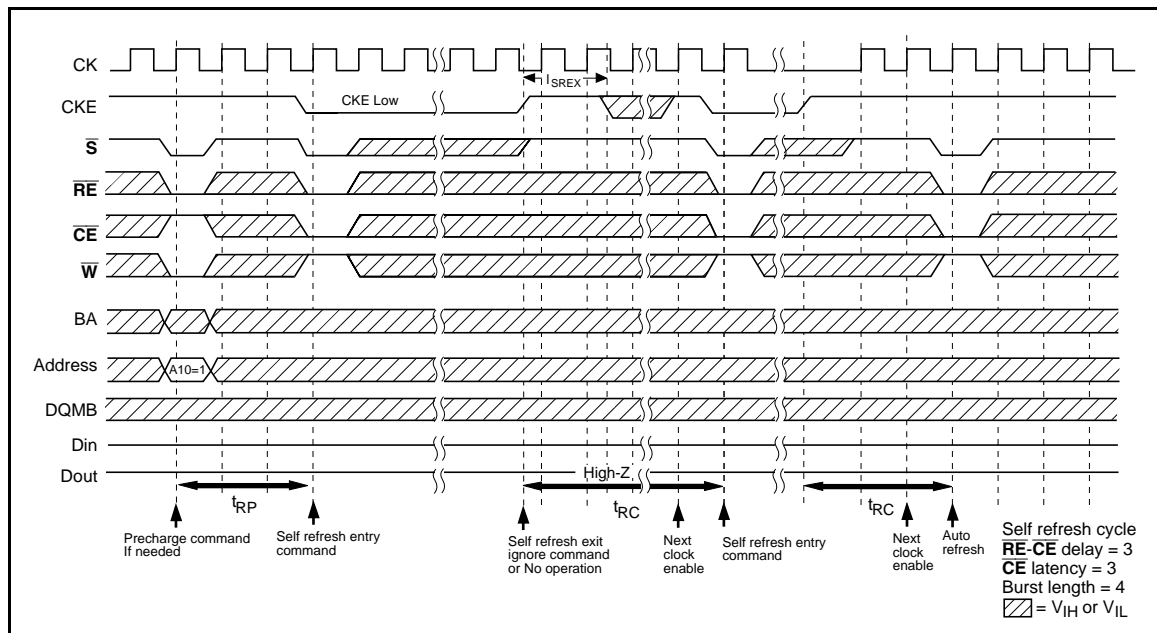 CK
l SREX
CKE
CKE Low
S
RE
CE
W
BA
Address
A10=1
DQMB
Din
Dout
High-Z
tRP
tRC
tRC
Precharge command
If needed
Self refresh entry
command
Self refresh exit
ignore command
or No operation
Next
clock
enable
Self refresh entry
command
Next
clock
enable
Auto
refresh
Self refresh cycle
RE-CE delay = 3
CE latency = 3
Burst length = 4
= VIH or VIL